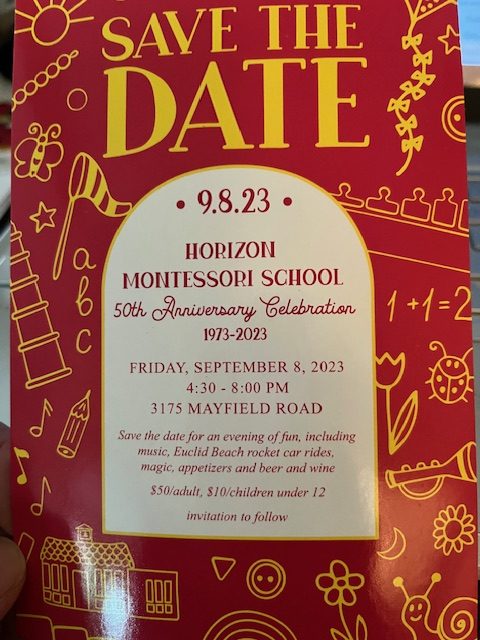 SAVE THE
DATE
• 9.8.23 •
HORIZON
MONTESSORI SCHOOL
50th Anniversary Celebration
1973-2023
FRIDAY, SEPTEMBER 8, 2023
4:30 - 8:00 PM
3175 MAYFIELD ROAD
Save the date for an evening of fun, including
music, Euclid Beach rocket car rides,
magic, appetizers and beer and wine
$50/adult, $10/children under 12
invitation to follow
a
b
c
1+1=2